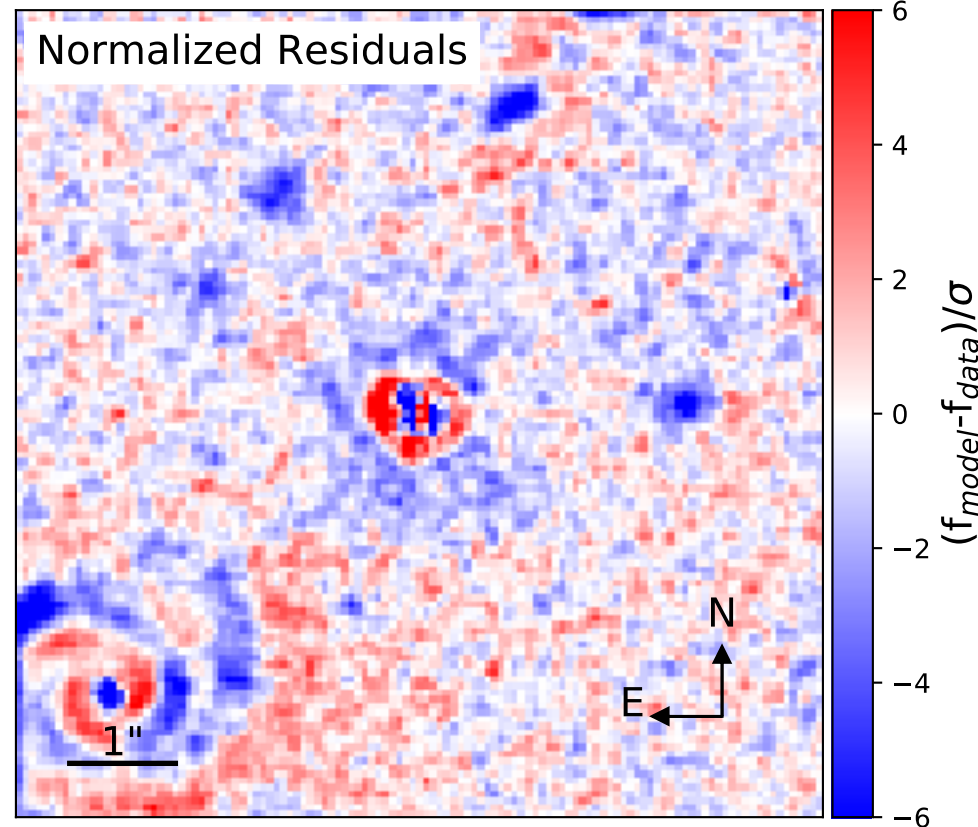 Normalized Residuals
6
4
2
0
−2
−4
−6
(f_model-f_data)/σ
N
E
1"